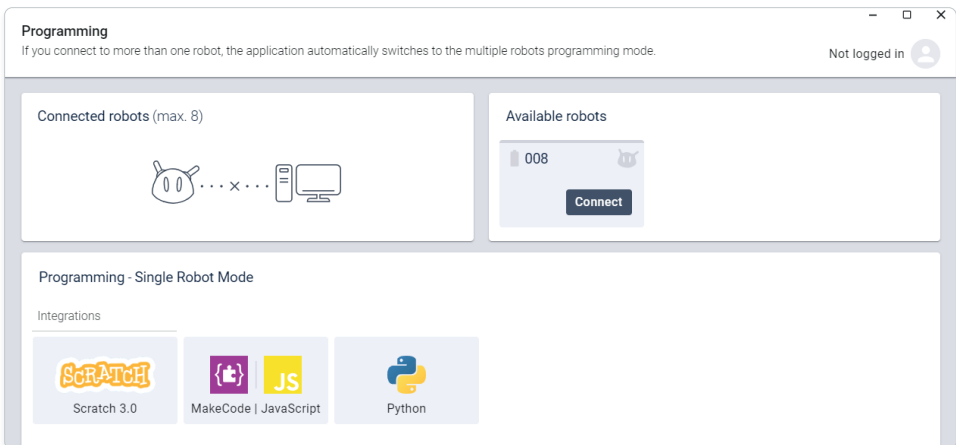 Programming
If you connect to more than one robot, the application automatically switches to the multiple robots programming mode.
Not logged in
Connected robots (max. 8)
Available robots
008
Connect
Programming - Single Robot Mode
Integrations
SCRATCH
Scratch 3.0
JS
MakeCode | JavaScript
Python